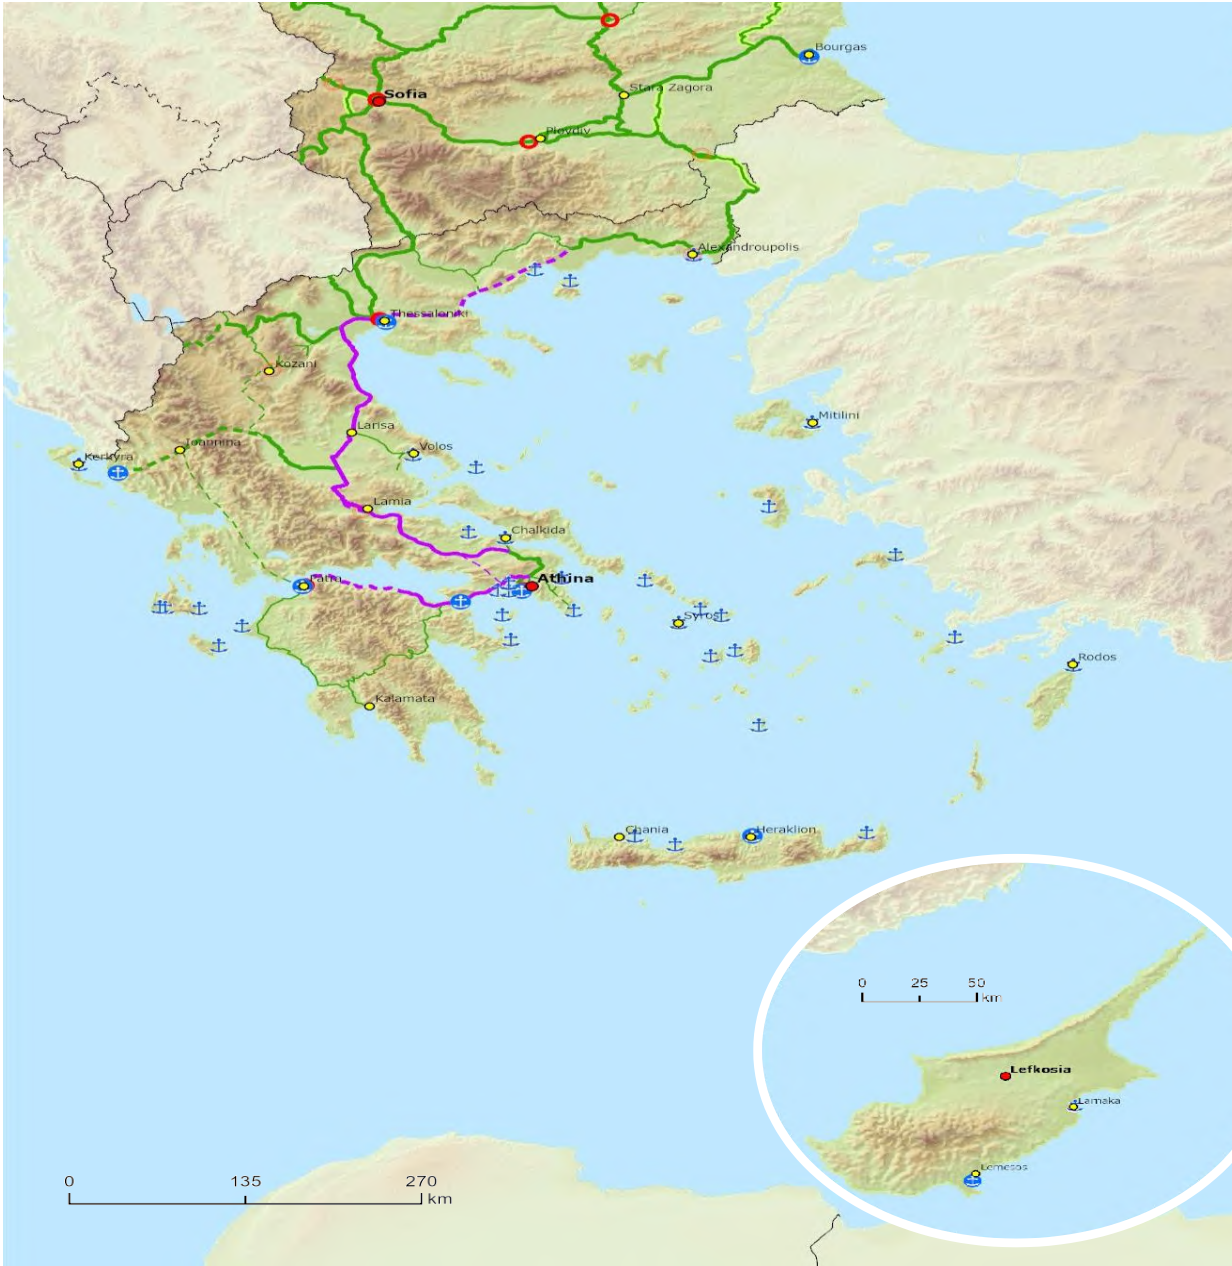 Bourgas
Sofia
Stara Zagora
Plovdiv
Alexandroupolis
Thessaloniki
Kozani
Mitilini
Larisa
Ioannina
Volos
Kerkyra
Lamia
Chalkida
Athina
Patra
Syros
Rodos
Kalamata
Chania
Heraklion
0 25 50
km
Lefkosia
Larnaka
Lemesos
0 135 270
km